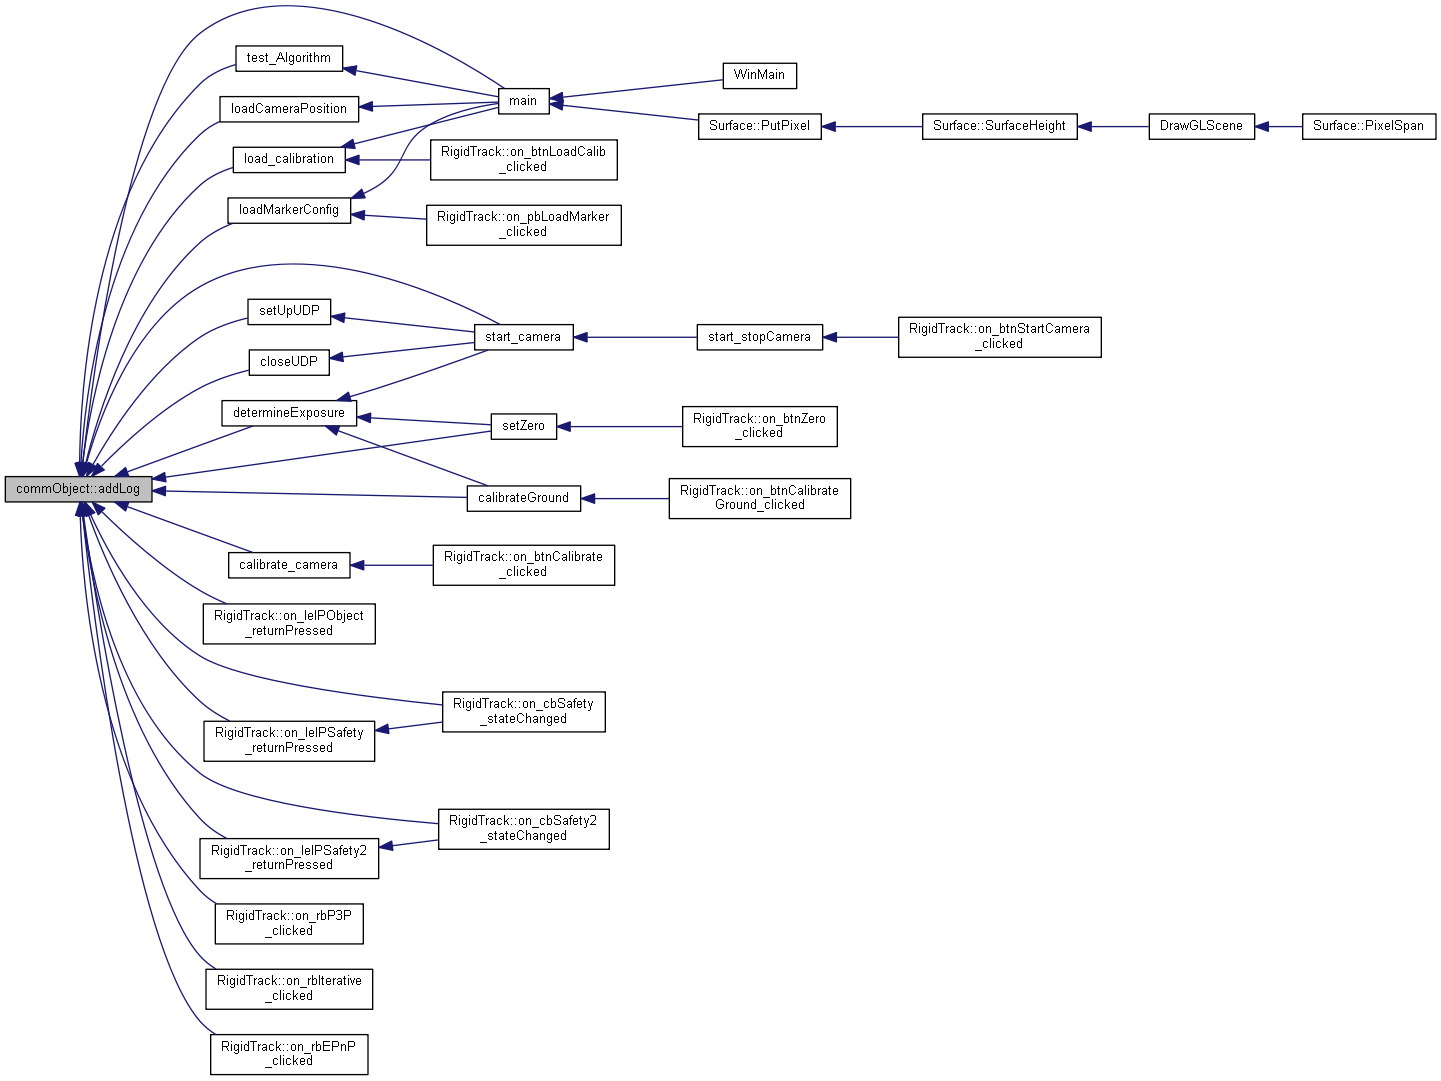 test_Algorithm
WinMain
loadCameraPosition
main
Surface::PutPixel
Surface::SurfaceHeight
DrawGLScene
Surface::PixelSpan
load_calibration
RigidTrack::on_btnLoadCalib
_clicked
loadMarkerConfig
RigidTrack::on_pbLoadMarker
_clicked
setUpUDP
start_camera
start_stopCamera
RigidTrack::on_btnStartCamera
_clicked
closeUDP
determineExposure
setZero
RigidTrack::on_btnZero
_clicked
commObject::addLog
calibrateGround
RigidTrack::on_btnCalibrate
Ground_clicked
calibrate_camera
RigidTrack::on_btnCalibrate
_clicked
RigidTrack::on_leIPObject
_returnPressed
RigidTrack::on_cbSafety
_stateChanged
RigidTrack::on_leIPSafety
_returnPressed
RigidTrack::on_cbSafety2
_stateChanged
RigidTrack::on_leIPSafety2
_returnPressed
RigidTrack::on_rbP3P
_clicked
RigidTrack::on_rbIterative
_clicked
RigidTrack::on_rbEPnP
_clicked